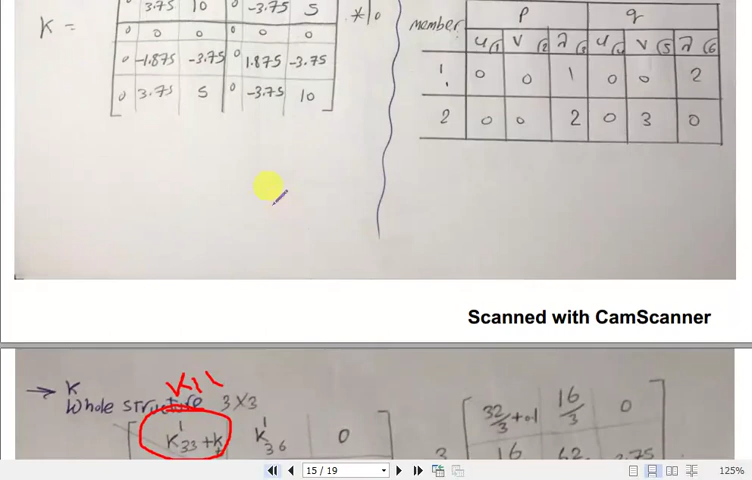 3.75 10 0 -3.75 5
K = 0 0 0 0 0 0 *10
0 -1.875 -3.75 0 1.875 -3.75
0 3.75 5 0 -3.75 10
p q
member u(1 v (2 λ(3 u(4 v (5 λ(6
1 0 0 1 0 0 2
2 0 0 2 0 3 0
Scanned with CamScanner
K11
→ K
Whole structure 3×3
K¹33 + K K¹36 0
32/3 + 01 16/3 0
16
15 / 19
125%